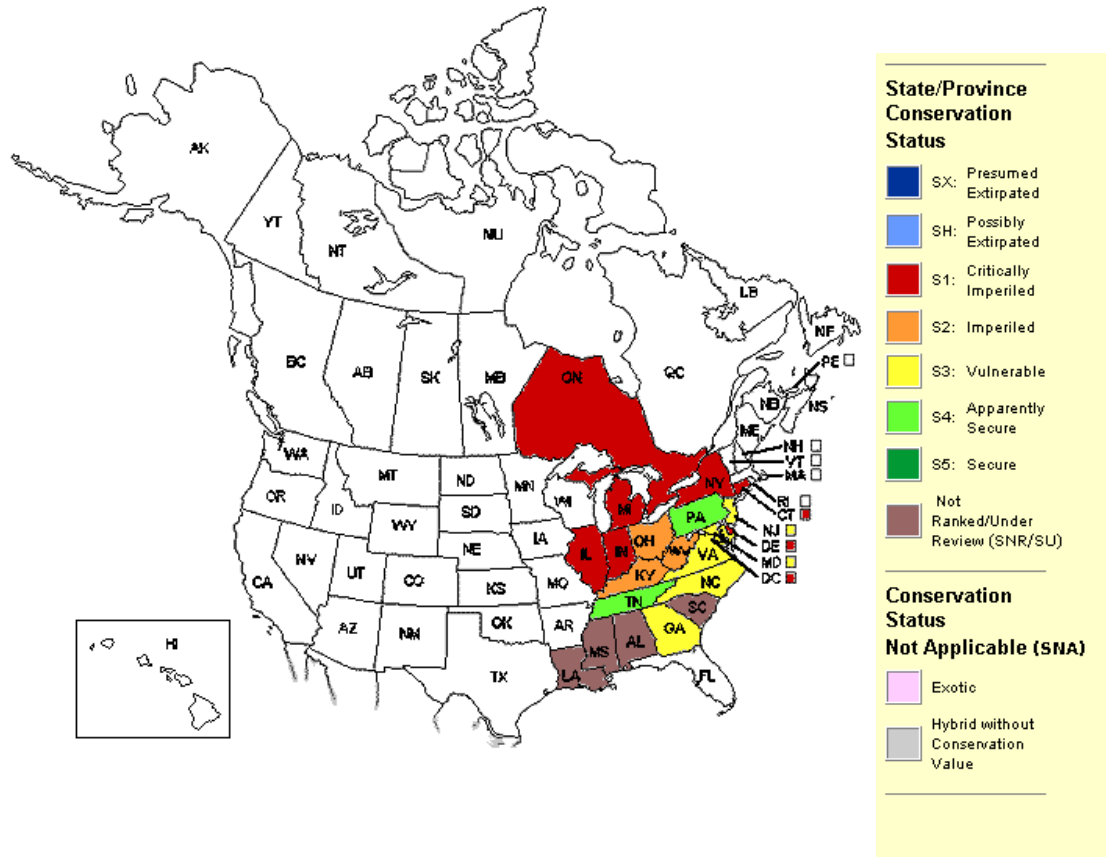 AK
YT
NT
NU
BC
AB
SK
MB
ON
QC
LB
NF
PE
NB
NS
ME
NH
VT
MA
RI
CT
NJ
DE
MD
DC
WA
MT
ND
MN
OR
ID
WY
SD
WI
MI
NY
NV
UT
CO
NE
IA
IL
IN
OH
PA
CA
AZ
NM
KS
MO
KY
WV
VA
OK
AR
TN
NC
TX
LA
MS
AL
GA
SC
FL
HI
State/Province
Conservation
Status
SX: Presumed
Extirpated
SH: Possibly
Extirpated
S1: Critically
Imperiled
S2: Imperiled
S3: Vulnerable
S4: Apparently
Secure
S5: Secure
Not
Ranked/Under
Review (SNR/SU)
Conservation
Status
Not Applicable (SNA)
Exotic
Hybrid without
Conservation
Value